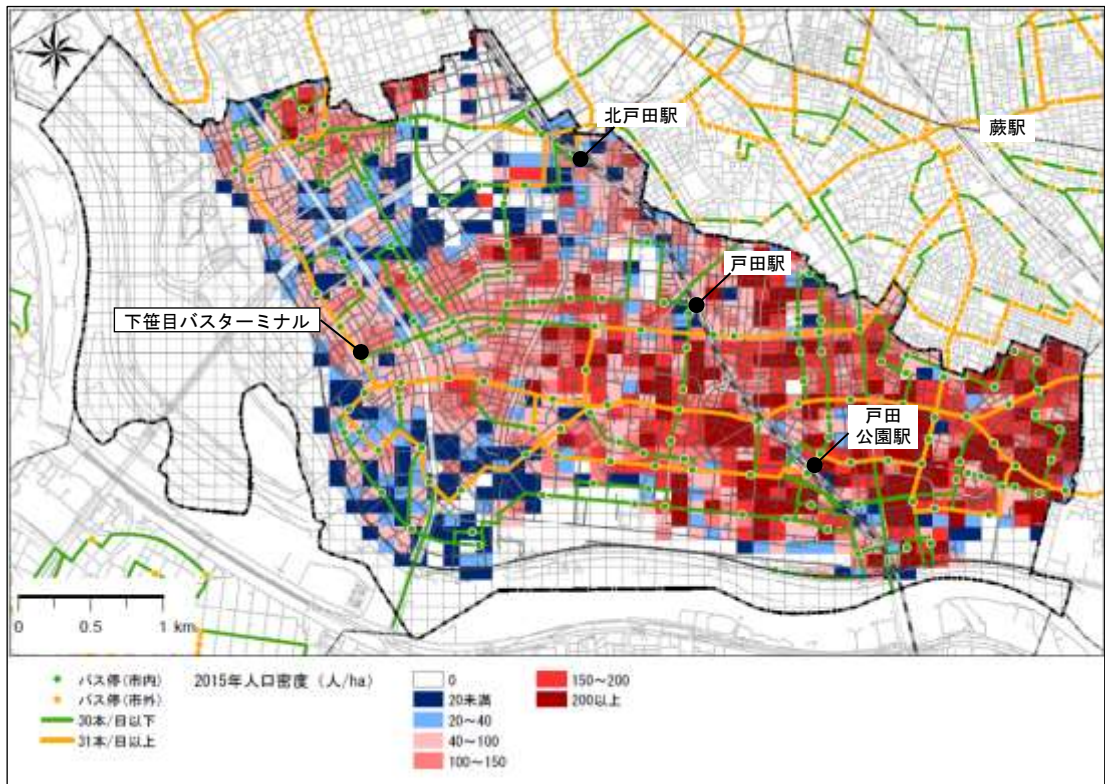 北戸田駅
蕨駅
戸田駅
下笹目バスターミナル
戸田
公園駅
0 0.5 1 km
バス停(市内)
バス停(市外)
30本/日以下
31本/日以上
2015年人口密度 (人/ha)
0
20未満
20~40
40~100
100~150
150~200
200以上